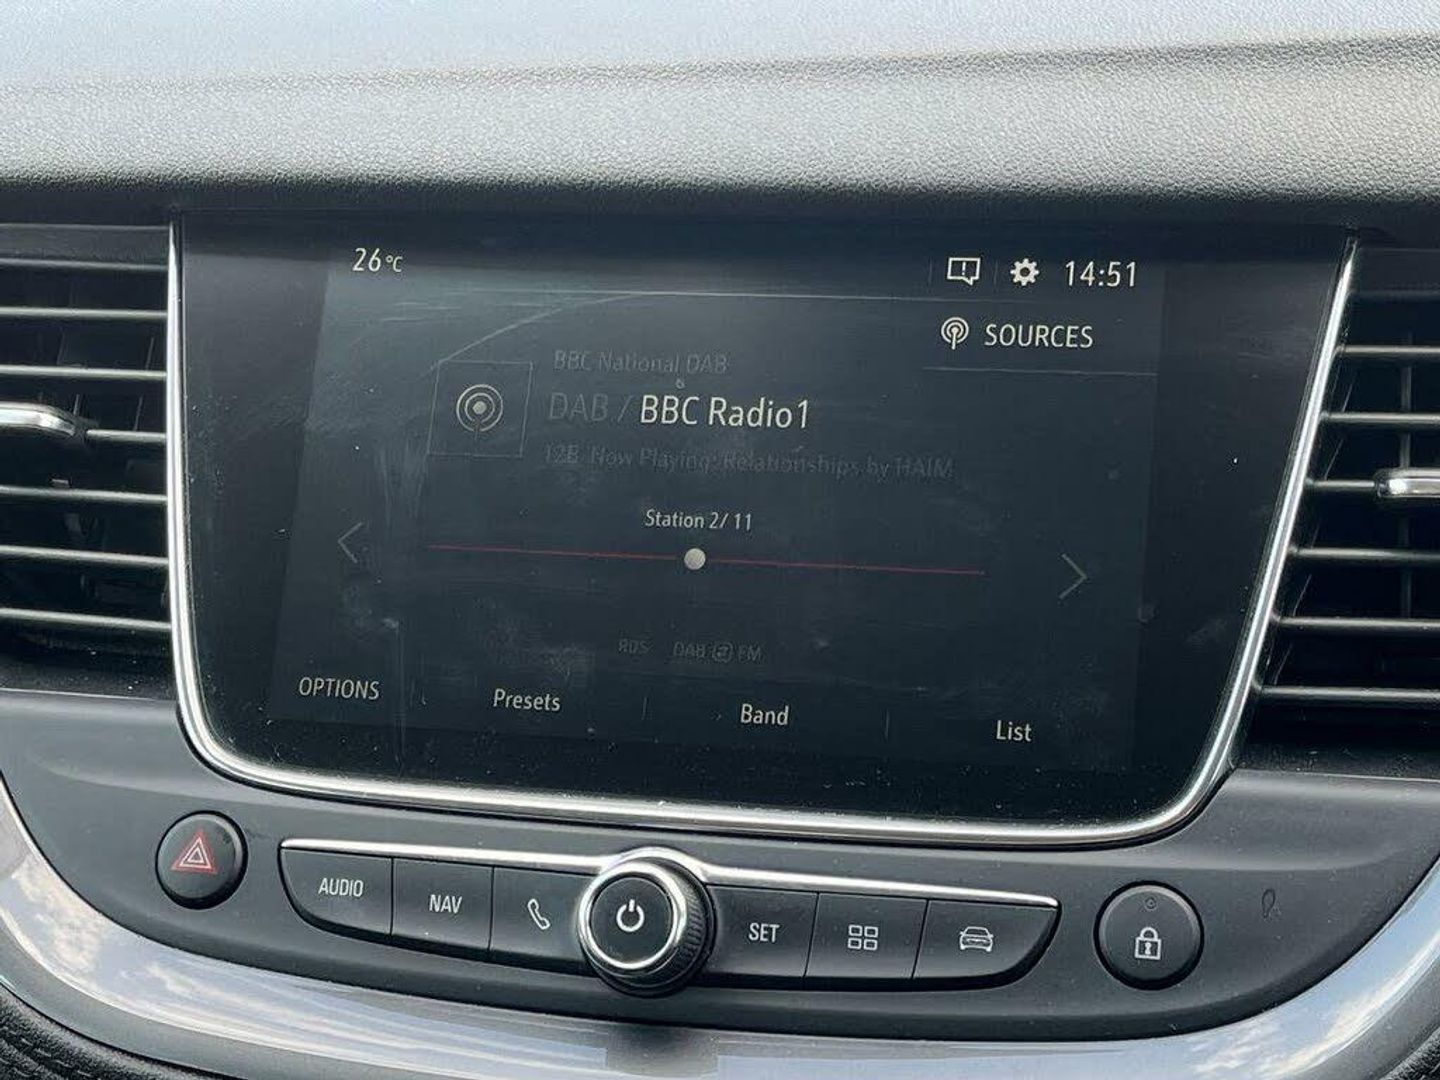 26°C
14:51
SOURCES
BBC National DAB
DAB / BBC Radio1
12B Now Playing: Relationships by HAIM
Station 2/11
RDS DAB FM
OPTIONS Presets Band List
AUDIO NAV SET